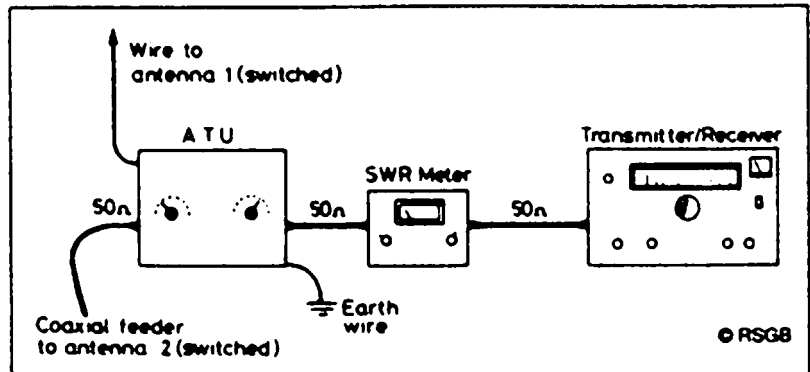 Wire to
antenna 1 (switched)
ATU
SWR Meter
Transmitter/Receiver
50Ω
50Ω
50Ω
Earth
wire
Coaxial feeder
to antenna 2 (switched)
© RSGB